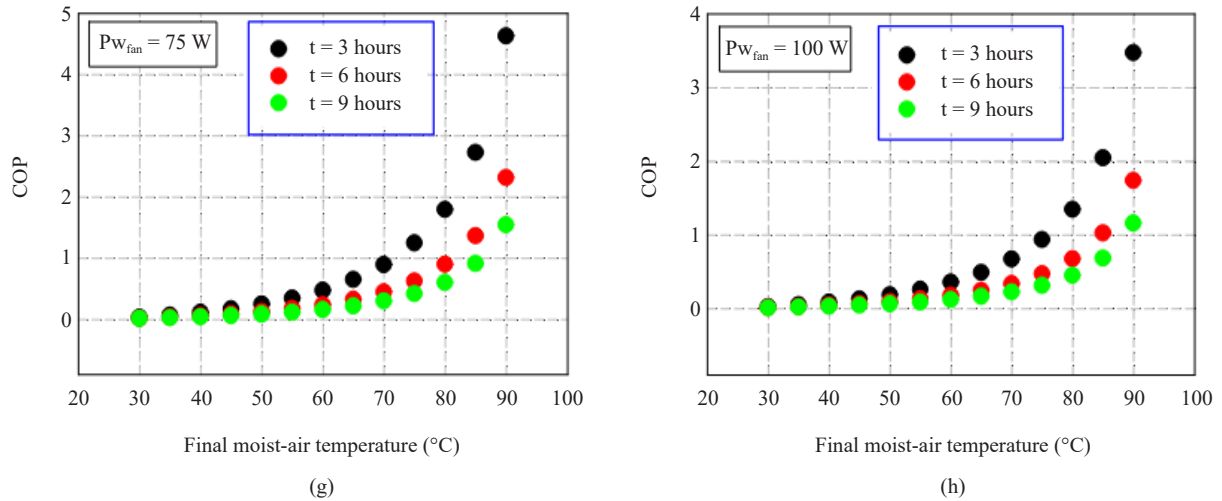 5
4
3
2
1
0
COP
Pw_fan = 75 W
t = 3 hours
t = 6 hours
t = 9 hours
20 30 40 50 60 70 80 90 100
Final moist-air temperature (°C)
(g)
4
3
2
1
0
COP
Pw_fan = 100 W
t = 3 hours
t = 6 hours
t = 9 hours
20 30 40 50 60 70 80 90 100
Final moist-air temperature (°C)
(h)